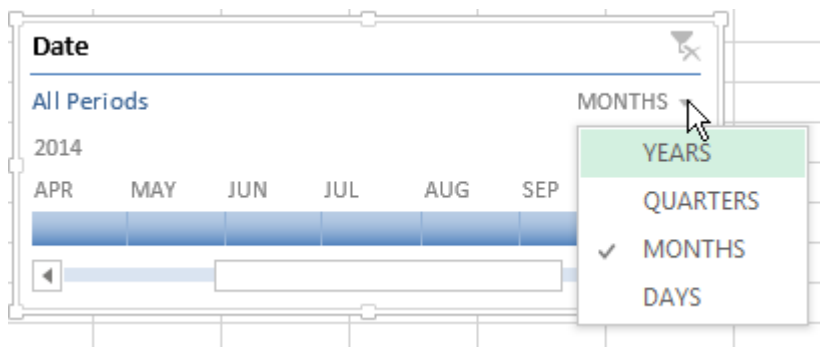 Date
All Periods MONTHS
2014
APR MAY JUN JUL AUG SEP
YEARS
QUARTERS
MONTHS
DAYS